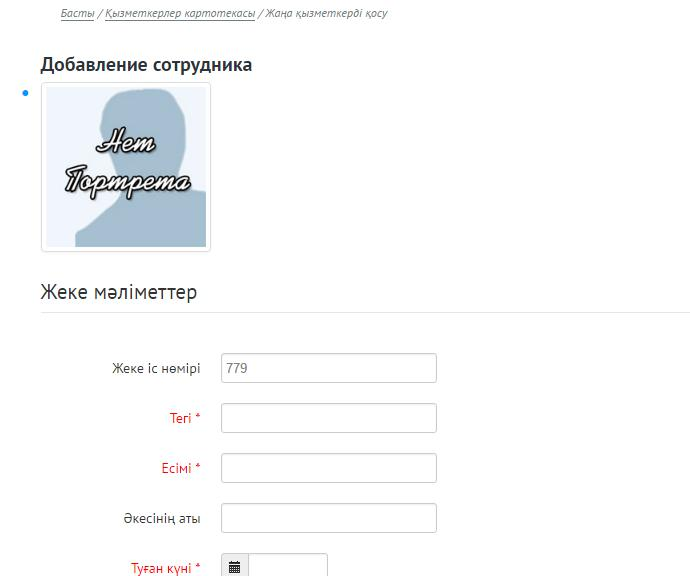 Басты / Қызметкерлер картотекасы / Жаңа қызметкерді қосу
Добавление сотрудника
Нет
Портрета
Жеке мәліметтер
Жеке іс нөмірі 779
Тегі *
Есімі *
Әкесінің аты
Туған күні *